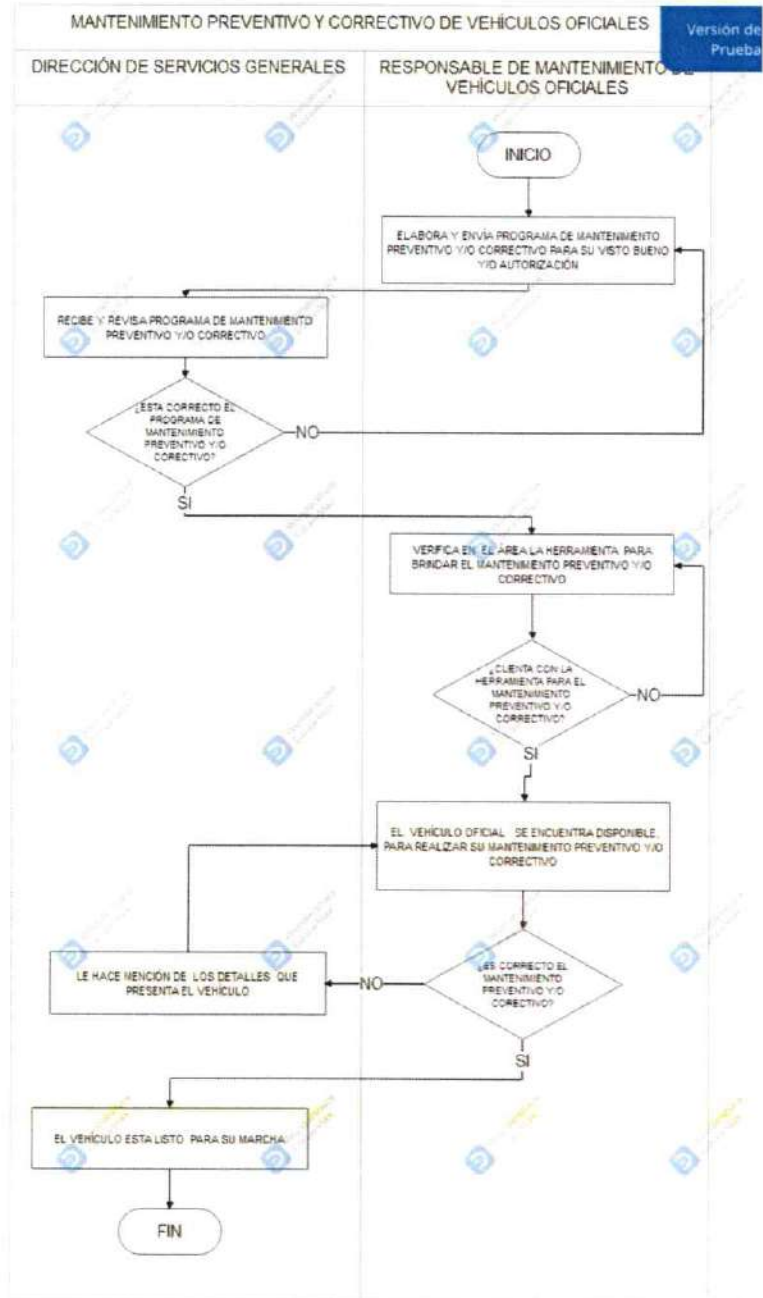 MANTENIMIENTO PREVENTIVO Y CORRECTIVO DE VEHÍCULOS OFICIALES
Versión de
Prueba
DIRECCIÓN DE SERVICIOS GENERALES
RESPONSABLE DE MANTENIMIENTO DE
VEHÍCULOS OFICIALES
INICIO
ELABORA Y ENVÍA PROGRAMA DE MANTENIMIENTO
PREVENTIVO Y/O CORRECTIVO PARA SU VISTO BUENO
Y/O AUTORIZACIÓN
RECIBE Y REVISA PROGRAMA DE MANTENIMIENTO
PREVENTIVO Y/O CORRECTIVO
¿ESTA CORRECTO EL
PROGRAMA DE
MANTENIMIENTO
PREVENTIVO Y/O
CORECTIVO?
NO
SI
VERIFICA EN EL ÁREA LA HERRAMIENTA PARA
BRINDAR EL MANTENIMIENTO PREVENTIVO Y/O
CORRECTIVO
¿CUENTA CON LA
HERRAMIENTA PARA EL
MANTENIMIENTO
PREVENTIVO Y/O
CORRECTIVO?
NO
SI
EL VEHÍCULO OFICIAL SE ENCUENTRA DISPONIBLE,
PARA REALIZAR SU MANTENIMIENTO PREVENTIVO Y/O
CORRECTIVO
LE HACE MENCIÓN DE LOS DETALLES QUE
PRESENTA EL VEHÍCULO
NO
¿ES CORRECTO EL
MANTENIMIENTO
PREVENTIVO Y/O
CORECTIVO?
SI
EL VEHÍCULO ESTA LISTO PARA SU MARCHA
FIN